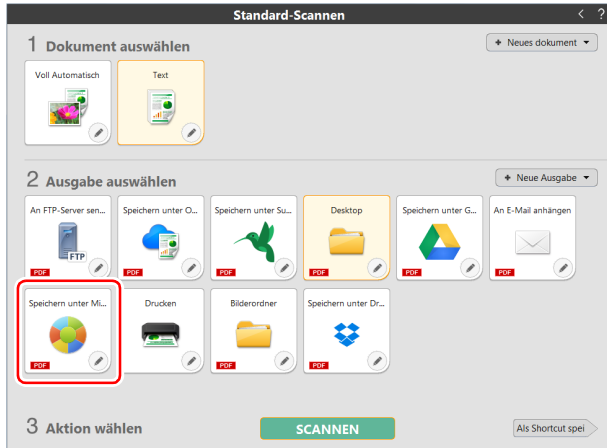 Standard-Scannen < ?
1 Dokument auswählen
+ Neues dokument
Voll Automatisch
Text
2 Ausgabe auswählen
+ Neue Ausgabe
An FTP-Server sen...
Speichern unter O...
Speichern unter Su...
Desktop
Speichern unter G...
An E-Mail anhängen
FTP
PDF
PDF
PDF
PDF
PDF
PDF
Speichern unter Mi...
Drucken
Bilderordner
Speichern unter Dr...
PDF
PDF
PDF
3 Aktion wählen
SCANNEN
Als Shortcut spei